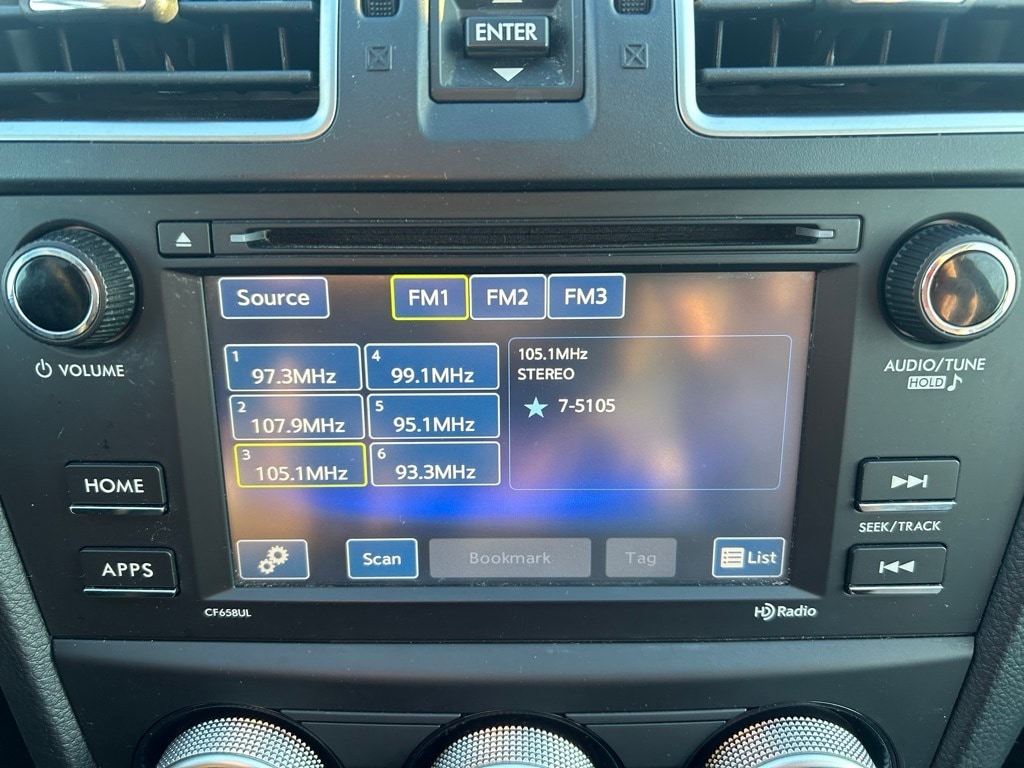 ENTER
VOLUME
AUDIO/TUNE
HOLD
Source
FM1
FM2
FM3
1
97.3MHz
4
99.1MHz
2
107.9MHz
5
95.1MHz
3
105.1MHz
6
93.3MHz
105.1MHz
STEREO
7-5105
HOME
APPS
SEEK/TRACK
Scan
Bookmark
Tag
List
CF658UL
HD Radio